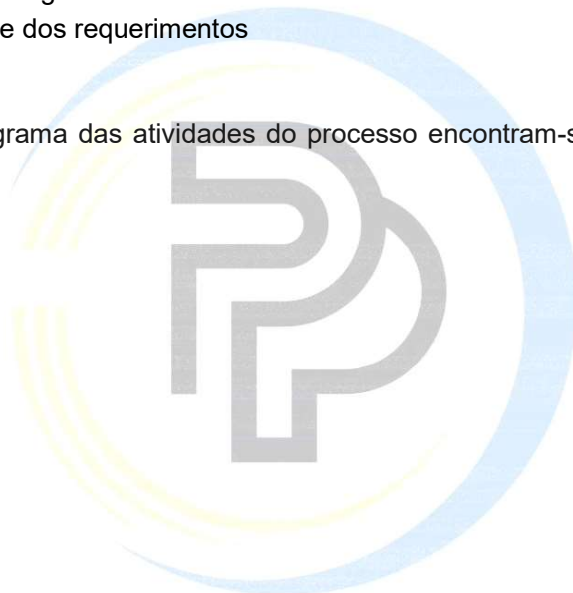 e dos requerimentos
grama das atividades do processo encontram-s